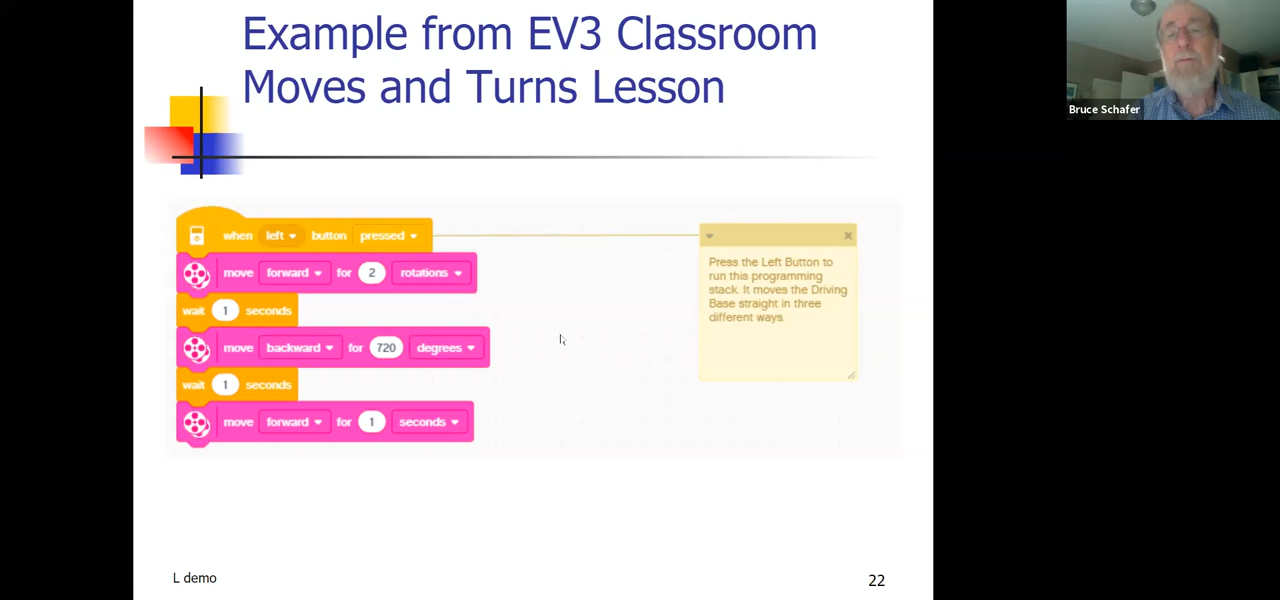 Example from EV3 Classroom
Moves and Turns Lesson
Bruce Schafer
when left button pressed
move forward for 2 rotations
wait 1 seconds
move backward for 720 degrees
wait 1 seconds
move forward for 1 seconds
Press the Left Button to
run this programming
stack. It moves the Driving
Base straight in three
different ways.
L demo
22